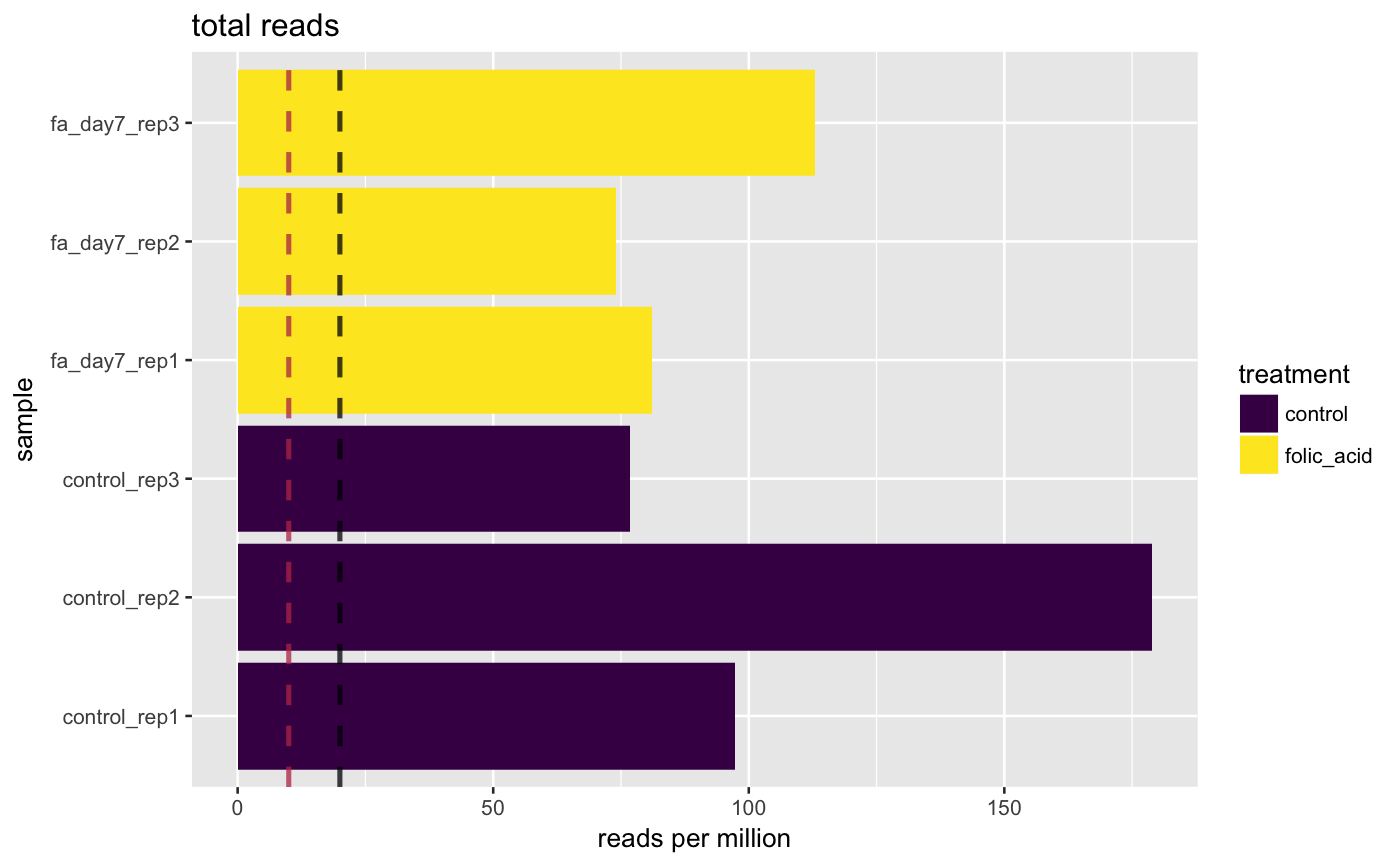 total reads
fa_day7_rep3
fa_day7_rep2
fa_day7_rep1
control_rep3
control_rep2
control_rep1
sample
0 50 100 150
reads per million
treatment
control
folic_acid